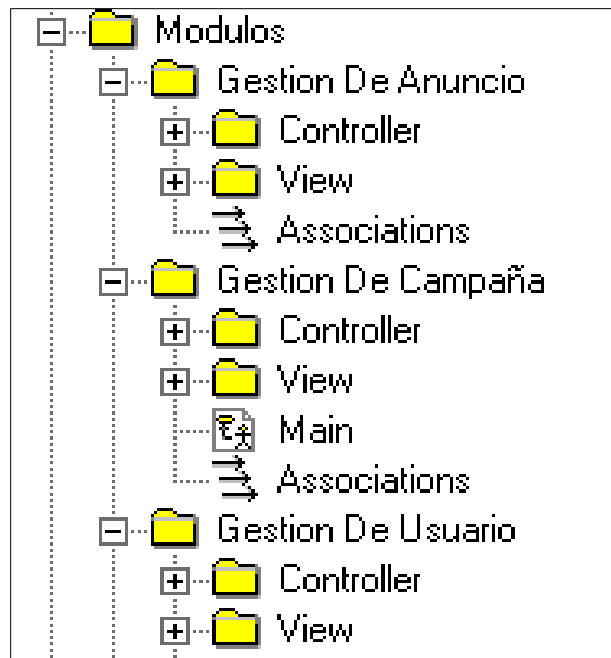 Modulos
Gestion De Anuncio
Controller
View
Associations
Gestion De Campaña
Controller
View
Main
Associations
Gestion De Usuario
Controller
View